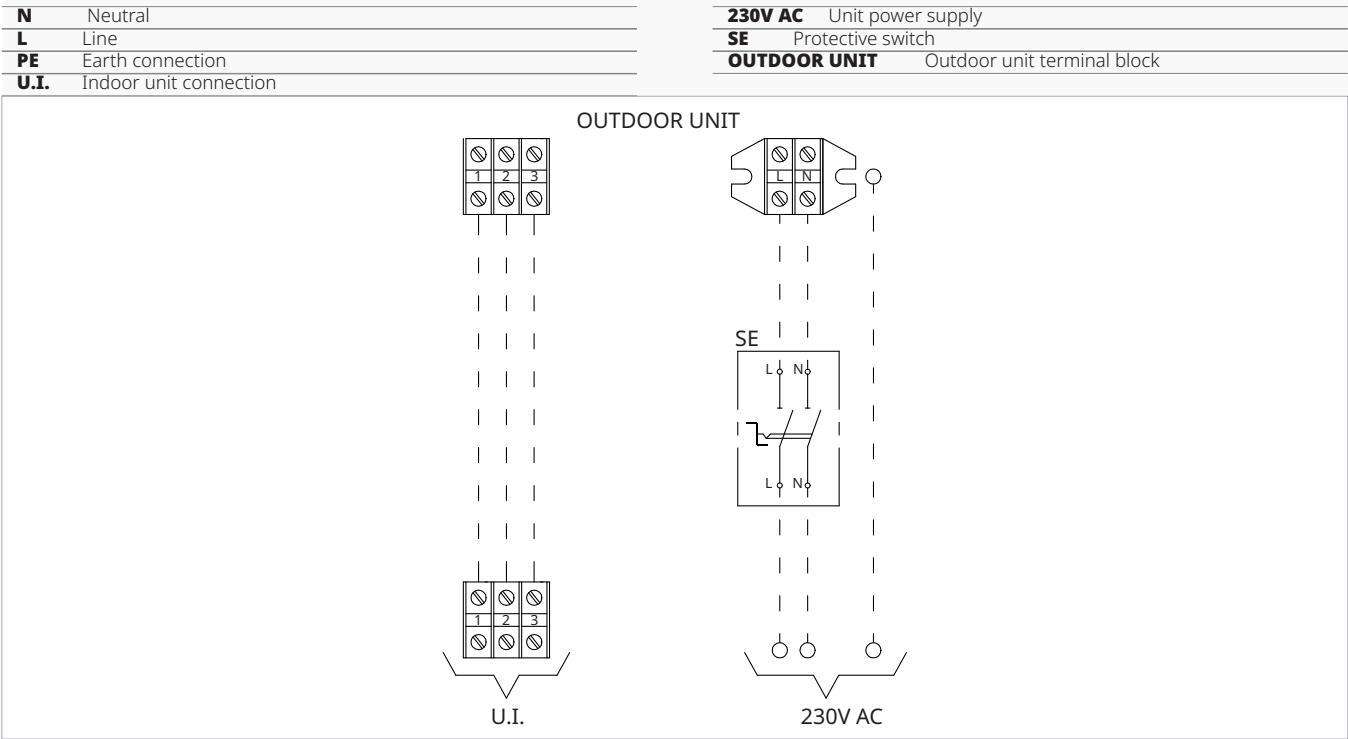 N Neutral
L Line
PE Earth connection
U.I. Indoor unit connection
230V AC Unit power supply
SE Protective switch
OUTDOOR UNIT Outdoor unit terminal block
OUTDOOR UNIT
1 2 3
L N
SE
L N
L N
1 2 3
U.I.
230V AC